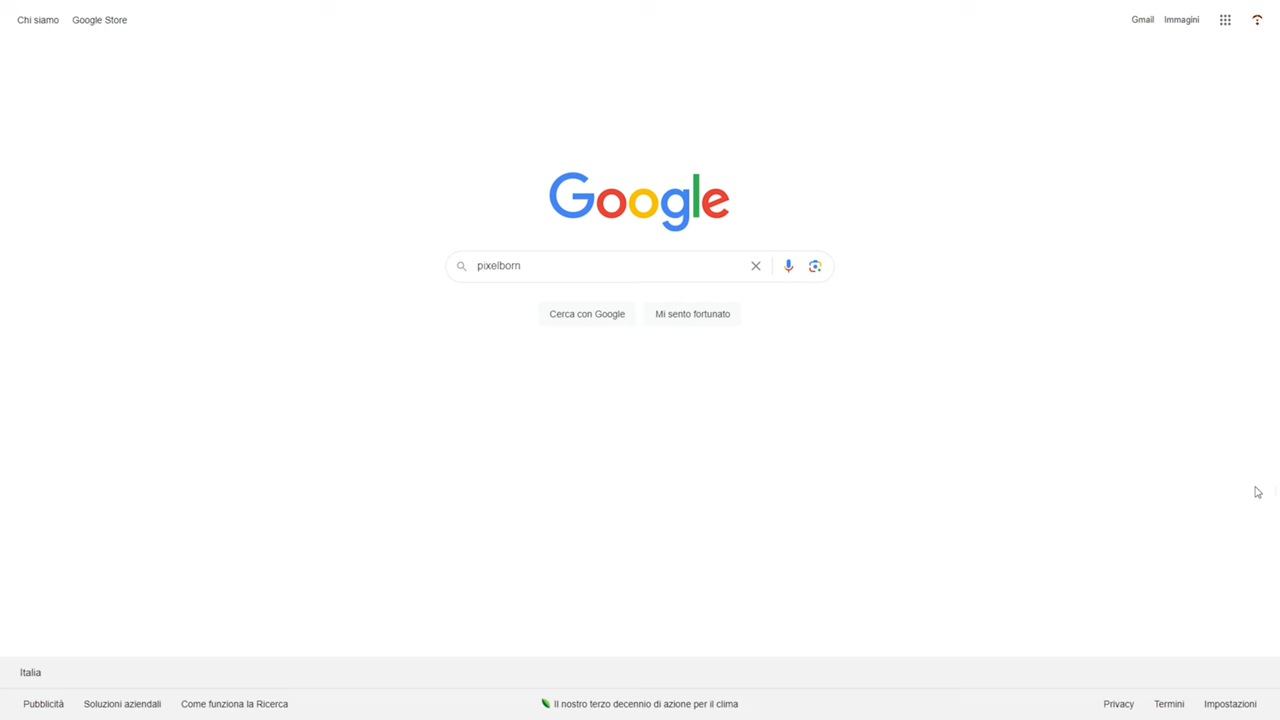 Chi siamo Google Store Gmail Immagini
Google
pixelborn
Cerca con Google Mi sento fortunato
Italia
Pubblicità Soluzioni aziendali Come funziona la Ricerca Il nostro terzo decennio di azione per il clima Privacy Termini Impostazioni